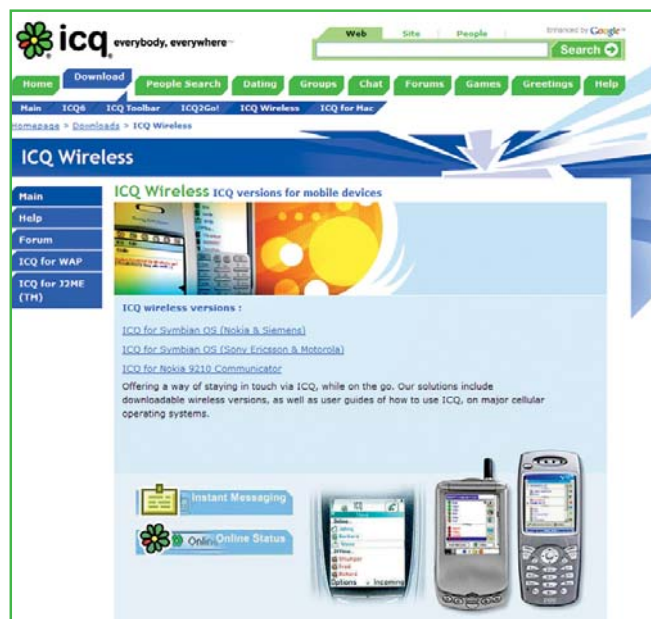 icq everybody, everywhere
Web Site People
Enhanced by Google
Search
Home Download People Search Dating Groups Chat Forums Games Greetings Help
Main ICQ6 ICQ Toolbar ICQ2Go! ICQ Wireless ICQ for Mac
Homepage > Downloads > ICQ Wireless
ICQ Wireless
Main
Help
Forum
ICQ for WAP
ICQ for J2ME
(TM)
ICQ Wireless ICQ versions for mobile devices
ICQ wireless versions :
ICQ for Symbian OS (Nokia & Siemens)
ICQ for Symbian OS (Sony Ericsson & Motorola)
ICQ for Nokia 9210 Communicator
Offering a way of staying in touch via ICQ, while on the go. Our solutions include
downloadable wireless versions, as well as user guides of how to use ICQ, on major cellular
operating systems.
Instant Messaging
Online Status
Options
Incoming